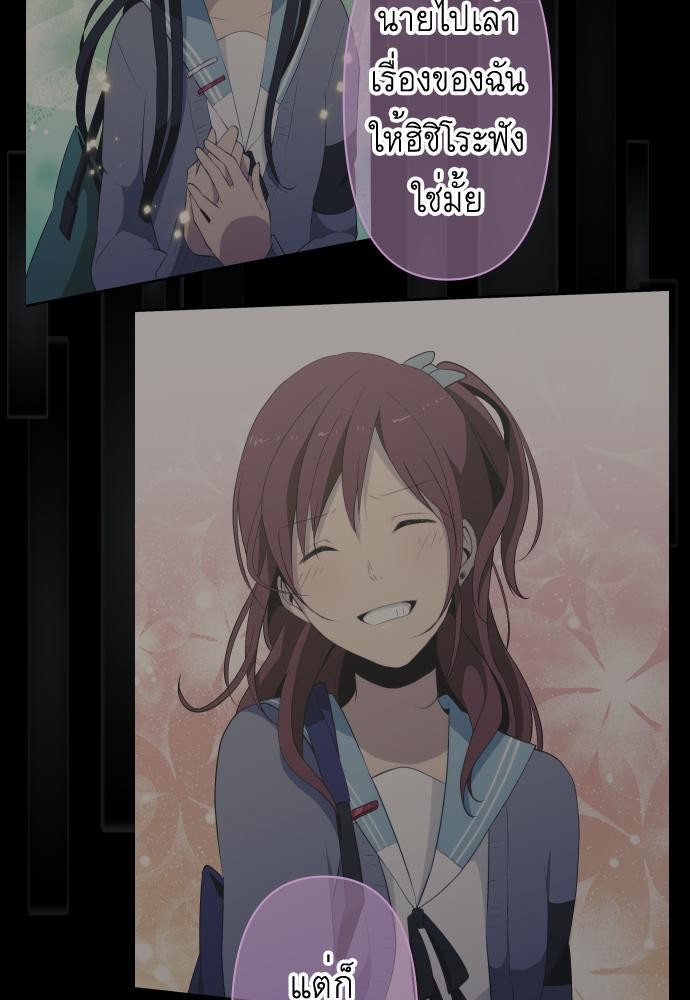 นายไปเล่า
เรื่องของฉัน
ให้ฮิชิโระฟัง
ใช่มั้ย
แต่ก็